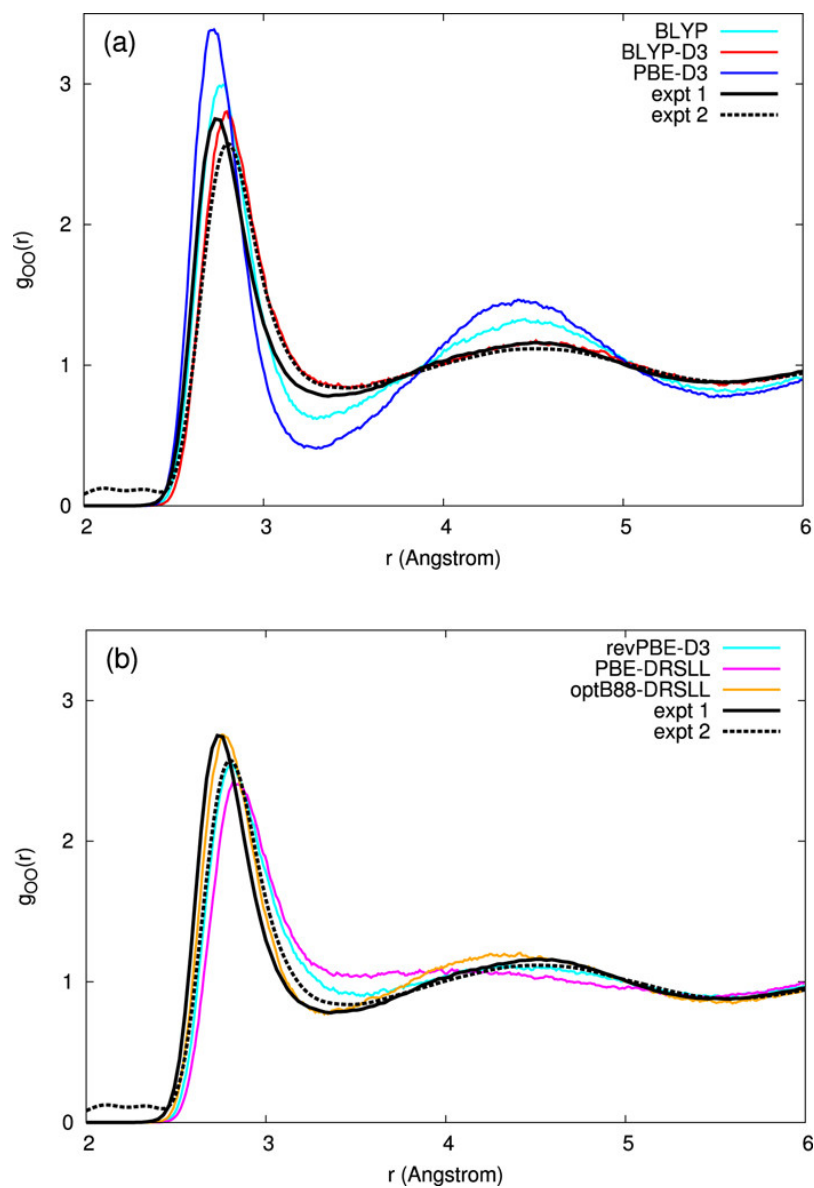 (a)
BLYP
BLYP-D3
PBE-D3
expt 1
expt 2
3
2
1
0
g_OO(r)
2 3 4 5 6
r (Angstrom)
(b)
revPBE-D3
PBE-DRSLL
optB88-DRSLL
expt 1
expt 2
3
2
1
0
g_OO(r)
2 3 4 5 6
r (Angstrom)